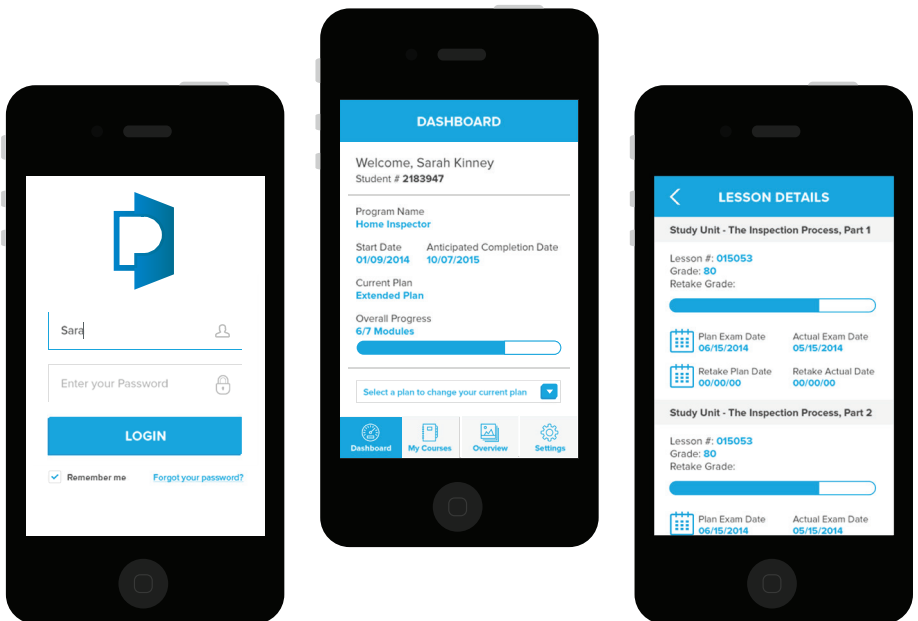 Sara
Enter your Password
LOGIN
Remember me
Forgot your password?
DASHBOARD
Welcome, Sarah Kinney
Student # 2183947
Program Name
Home Inspector
Start Date Anticipated Completion Date
01/09/2014 10/07/2015
Current Plan
Extended Plan
Overall Progress
6/7 Modules
Select a plan to change your current plan
Dashboard My Courses Overview Settings
LESSON DETAILS
Study Unit - The Inspection Process, Part 1
Lesson #: 015053
Grade: 80
Retake Grade:
Plan Exam Date Actual Exam Date
06/15/2014 05/15/2014
Retake Plan Date Retake Actual Date
00/00/00 00/00/00
Study Unit - The Inspection Process, Part 2
Lesson #: 015053
Grade: 80
Retake Grade:
Plan Exam Date Actual Exam Date
06/15/2014 05/15/2014